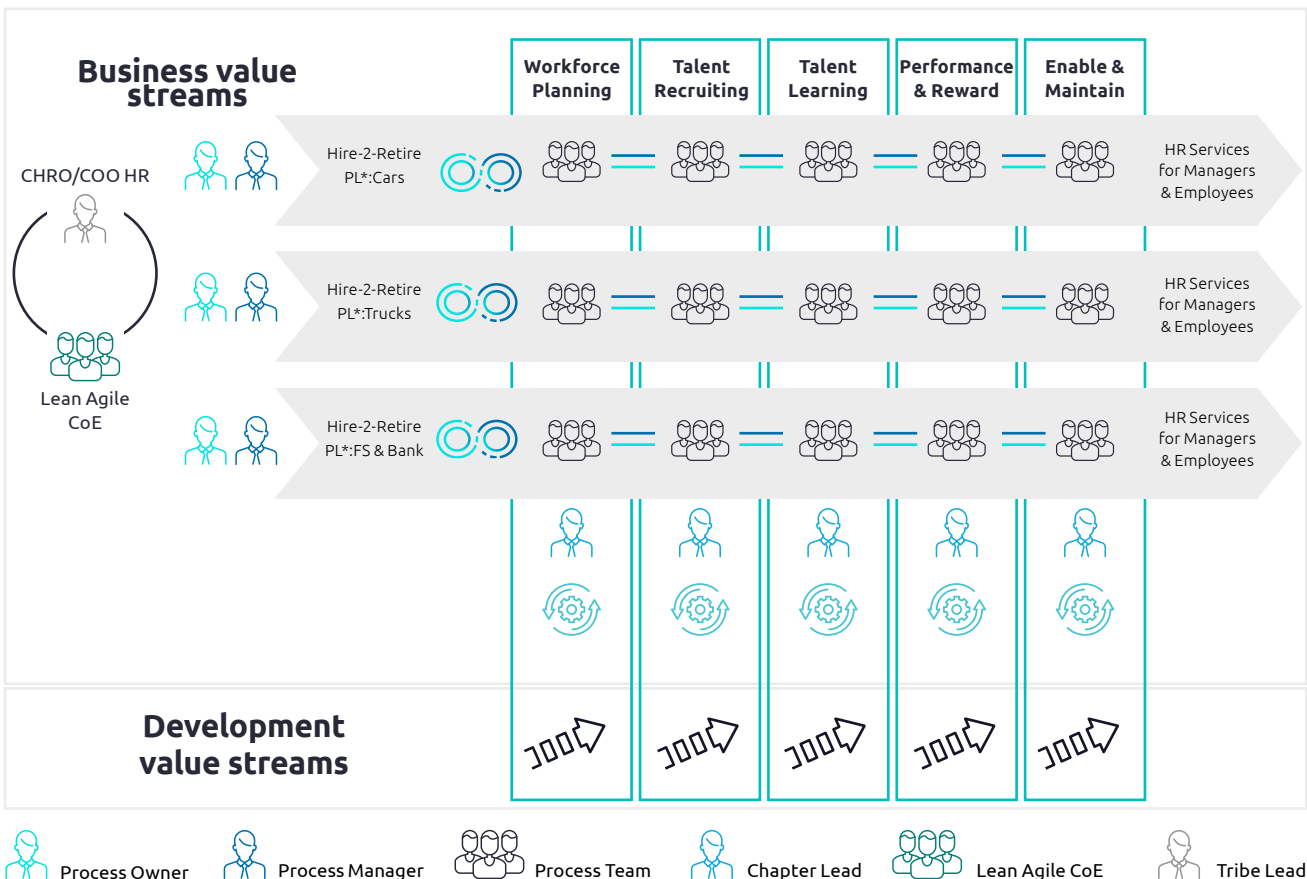 Business value
streams
Workforce
Planning
Talent
Recruiting
Talent
Learning
Performance
& Reward
Enable &
Maintain
CHRO/COO HR
Lean Agile
CoE
Hire-2-Retire
PL*:Cars
HR Services
for Managers
& Employees
Hire-2-Retire
PL*:Trucks
HR Services
for Managers
& Employees
Hire-2-Retire
PL*:FS & Bank
HR Services
for Managers
& Employees
Development
value streams
Process Owner
Process Manager
Process Team
Chapter Lead
Lean Agile CoE
Tribe Lead